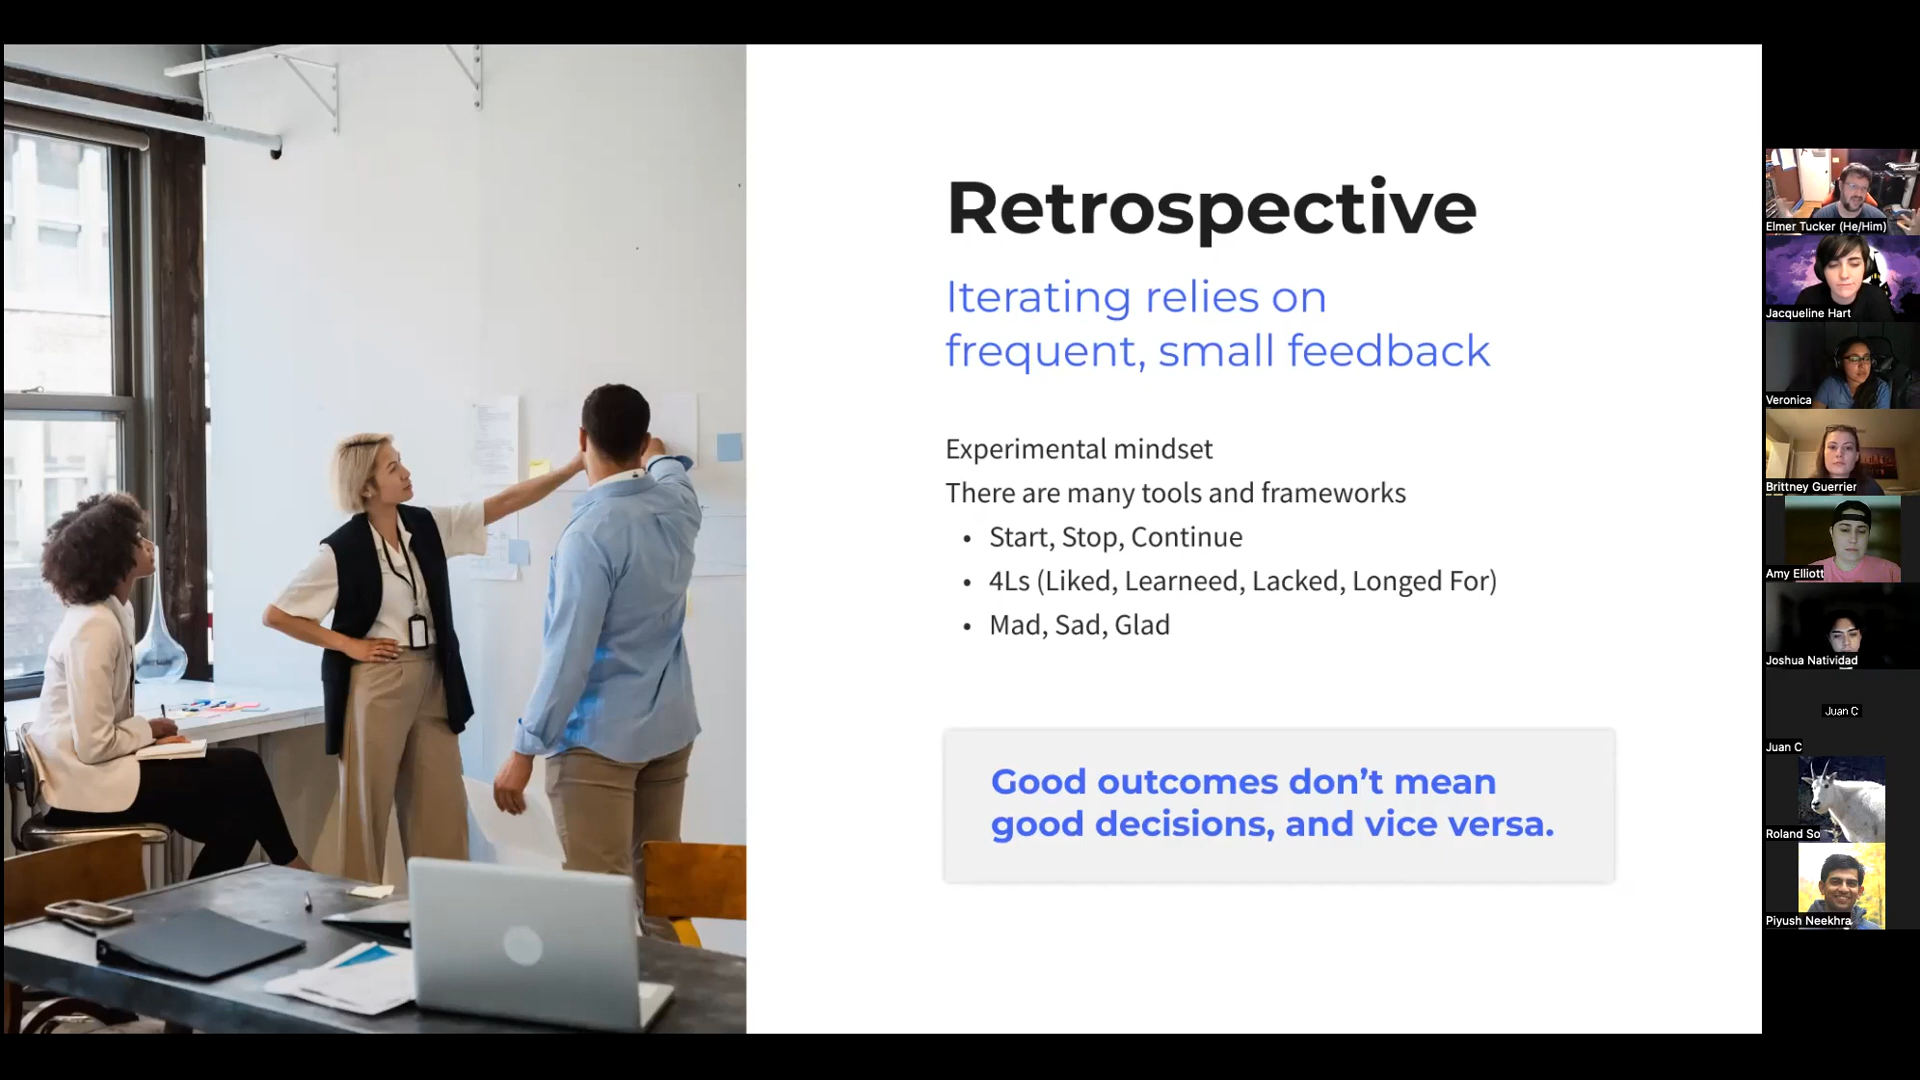 Retrospective
Iterating relies on
frequent, small feedback
Experimental mindset
There are many tools and frameworks
• Start, Stop, Continue
• 4Ls (Liked, Learneed, Lacked, Longed For)
• Mad, Sad, Glad
Good outcomes don’t mean
good decisions, and vice versa.
Elmer Tucker (He/Him)
Jacqueline Hart
Veronica
Brittney Guerrier
Amy Elliott
Joshua Natividad
Juan C
Juan C
Roland So
Piyush Neekhra